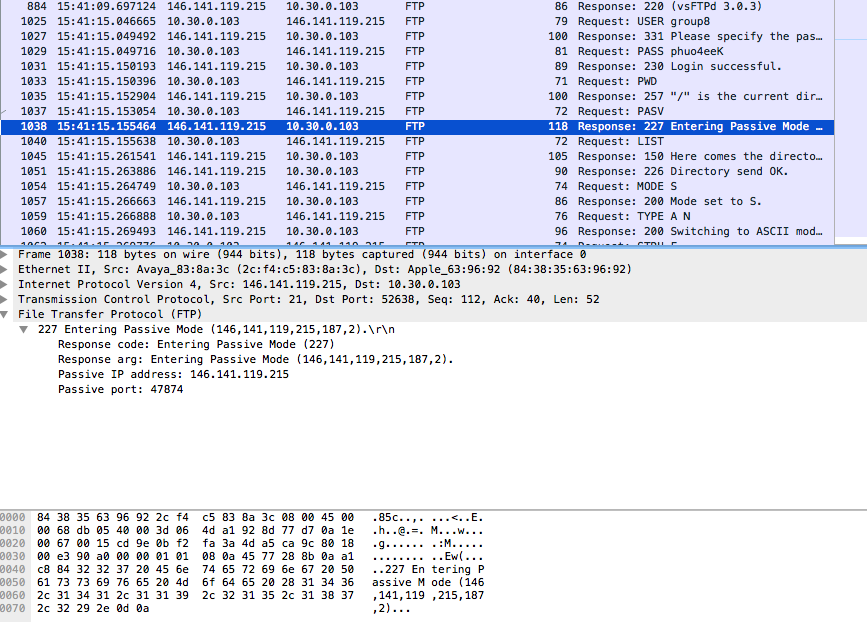 884 15:41:09.697124 146.141.119.215 10.30.0.103 FTP 86 Response: 220 (vsFTPd 3.0.3)
1025 15:41:15.046665 10.30.0.103 146.141.119.215 FTP 79 Request: USER group8
1027 15:41:15.049492 146.141.119.215 10.30.0.103 FTP 100 Response: 331 Please specify the pas…
1029 15:41:15.049716 10.30.0.103 146.141.119.215 FTP 81 Request: PASS phuo4eeK
1031 15:41:15.150193 146.141.119.215 10.30.0.103 FTP 89 Response: 230 Login successful.
1033 15:41:15.150396 10.30.0.103 146.141.119.215 FTP 71 Request: PWD
1035 15:41:15.152904 146.141.119.215 10.30.0.103 FTP 100 Response: 257 "/" is the current dir…
1037 15:41:15.153054 10.30.0.103 146.141.119.215 FTP 72 Request: PASV
1038 15:41:15.155464 146.141.119.215 10.30.0.103 FTP 118 Response: 227 Entering Passive Mode …
1040 15:41:15.155638 10.30.0.103 146.141.119.215 FTP 72 Request: LIST
1045 15:41:15.261541 146.141.119.215 10.30.0.103 FTP 105 Response: 150 Here comes the directo…
1051 15:41:15.263886 146.141.119.215 10.30.0.103 FTP 90 Response: 226 Directory send OK.
1054 15:41:15.264749 10.30.0.103 146.141.119.215 FTP 74 Request: MODE S
1057 15:41:15.266663 146.141.119.215 10.30.0.103 FTP 86 Response: 200 Mode set to S.
1059 15:41:15.266888 10.30.0.103 146.141.119.215 FTP 76 Request: TYPE A N
1060 15:41:15.269493 146.141.119.215 10.30.0.103 FTP 96 Response: 200 Switching to ASCII mod…
Frame 1038: 118 bytes on wire (944 bits), 118 bytes captured (944 bits) on interface 0
Ethernet II, Src: Avaya_83:8a:3c (2c:f4:c5:83:8a:3c), Dst: Apple_63:96:92 (84:38:35:63:96:92)
Internet Protocol Version 4, Src: 146.141.119.215, Dst: 10.30.0.103
Transmission Control Protocol, Src Port: 21, Dst Port: 52638, Seq: 112, Ack: 40, Len: 52
File Transfer Protocol (FTP)
227 Entering Passive Mode (146,141,119,215,187,2).\r\n
Response code: Entering Passive Mode (227)
Response arg: Entering Passive Mode (146,141,119,215,187,2).
Passive IP address: 146.141.119.215
Passive port: 47874
0000 84 38 35 63 96 92 2c f4 c5 83 8a 3c 08 00 45 00 .85c..,. ...<..E.
0010 00 68 db 05 40 00 3d 06 4d a1 92 8d 77 d7 0a 1e .h..@.=. M...w...
0020 00 67 00 15 cd 9e 0b f2 fa 3a 4d a5 ca 9c 80 18 .g...... .:M.....
0030 00 e3 90 a0 00 00 01 01 08 0a 45 77 28 8b 0a a1 ........ ..Ew(...
0040 c8 84 32 32 37 20 45 6e 74 65 72 69 6e 67 20 50 ..227 En tering P
0050 61 73 73 69 76 65 20 4d 6f 64 65 20 28 31 34 36 assive M ode (146
0060 2c 31 34 31 2c 31 31 39 2c 32 31 35 2c 31 38 37 ,141,119 ,215,187
0070 2c 32 29 2e 0d 0a ,2)...